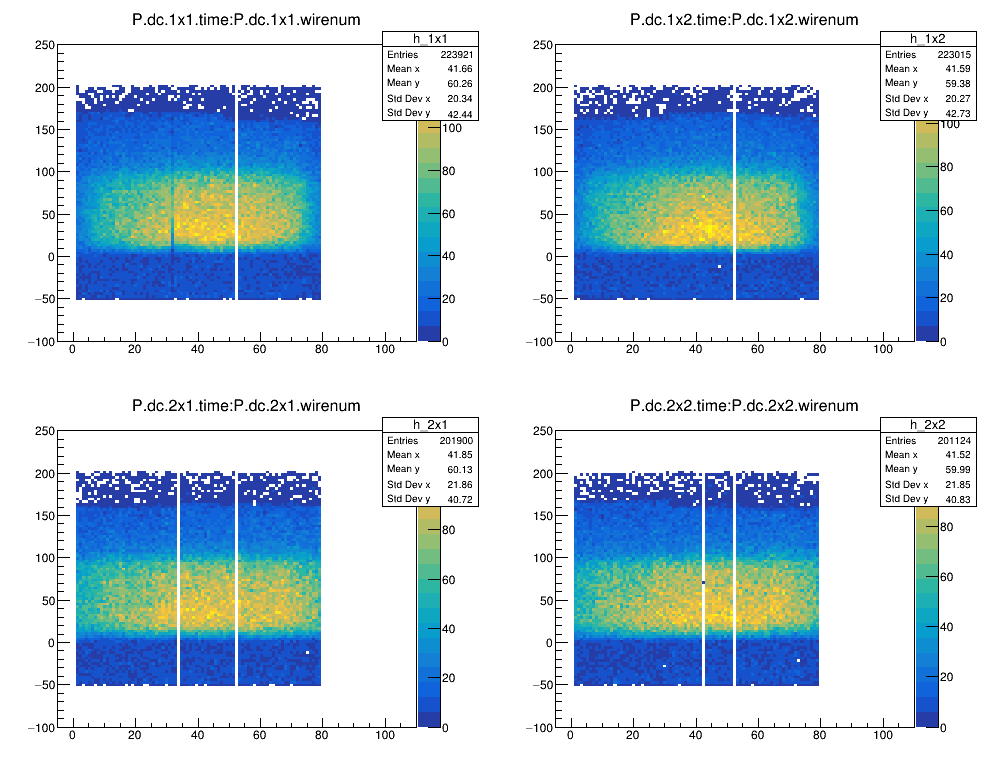 P.dc.1x1.time:P.dc.1x1.wirenum
h_1x1
Entries 223921
Mean x 41.66
Mean y 60.26
Std Dev x 20.34
Std Dev y 42.44
250
200
150
100
50
0
−50
−100
0 20 40 60 80 100
100
80
60
40
20
0
P.dc.1x2.time:P.dc.1x2.wirenum
h_1x2
Entries 223015
Mean x 41.59
Mean y 59.38
Std Dev x 20.27
Std Dev y 42.73
250
200
150
100
50
0
−50
−100
0 20 40 60 80 100
100
80
60
40
20
0
P.dc.2x1.time:P.dc.2x1.wirenum
h_2x1
Entries 201900
Mean x 41.85
Mean y 60.13
Std Dev x 21.86
Std Dev y 40.72
250
200
150
100
50
0
−50
−100
0 20 40 60 80 100
80
60
40
20
0
P.dc.2x2.time:P.dc.2x2.wirenum
h_2x2
Entries 201124
Mean x 41.52
Mean y 59.99
Std Dev x 21.85
Std Dev y 40.83
250
200
150
100
50
0
−50
−100
0 20 40 60 80 100
80
60
40
20
0